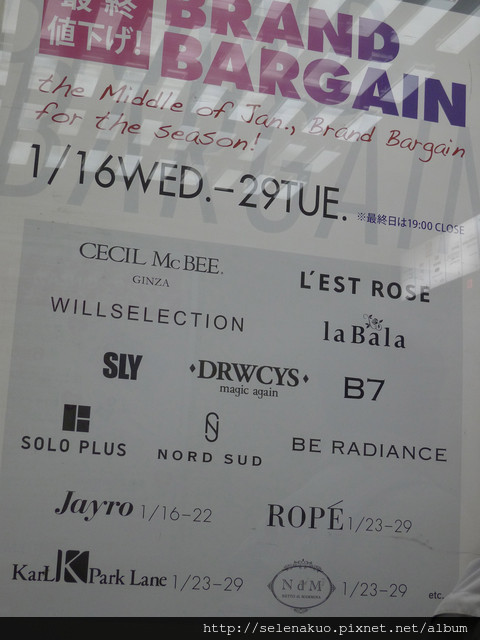 最終
値下げ!
BRAND
BARGAIN
the Middle of Jan., Brand Bargain
for the season!
1/16WED.–29TUE. ※最終日は19:00 CLOSE
CECIL McBEE.
GINZA
L'EST ROSE
WILLSELECTION
laBala
SLY
DRWCYS
magic again
B7
SOLO PLUS
NORD SUD
BE RADIANCE
Jayro 1/16–22
ROPÉ 1/23–29
KarL K Park Lane 1/23–29
N d M 1/23–29 etc.
http://selenakuo.pixnet.net/album